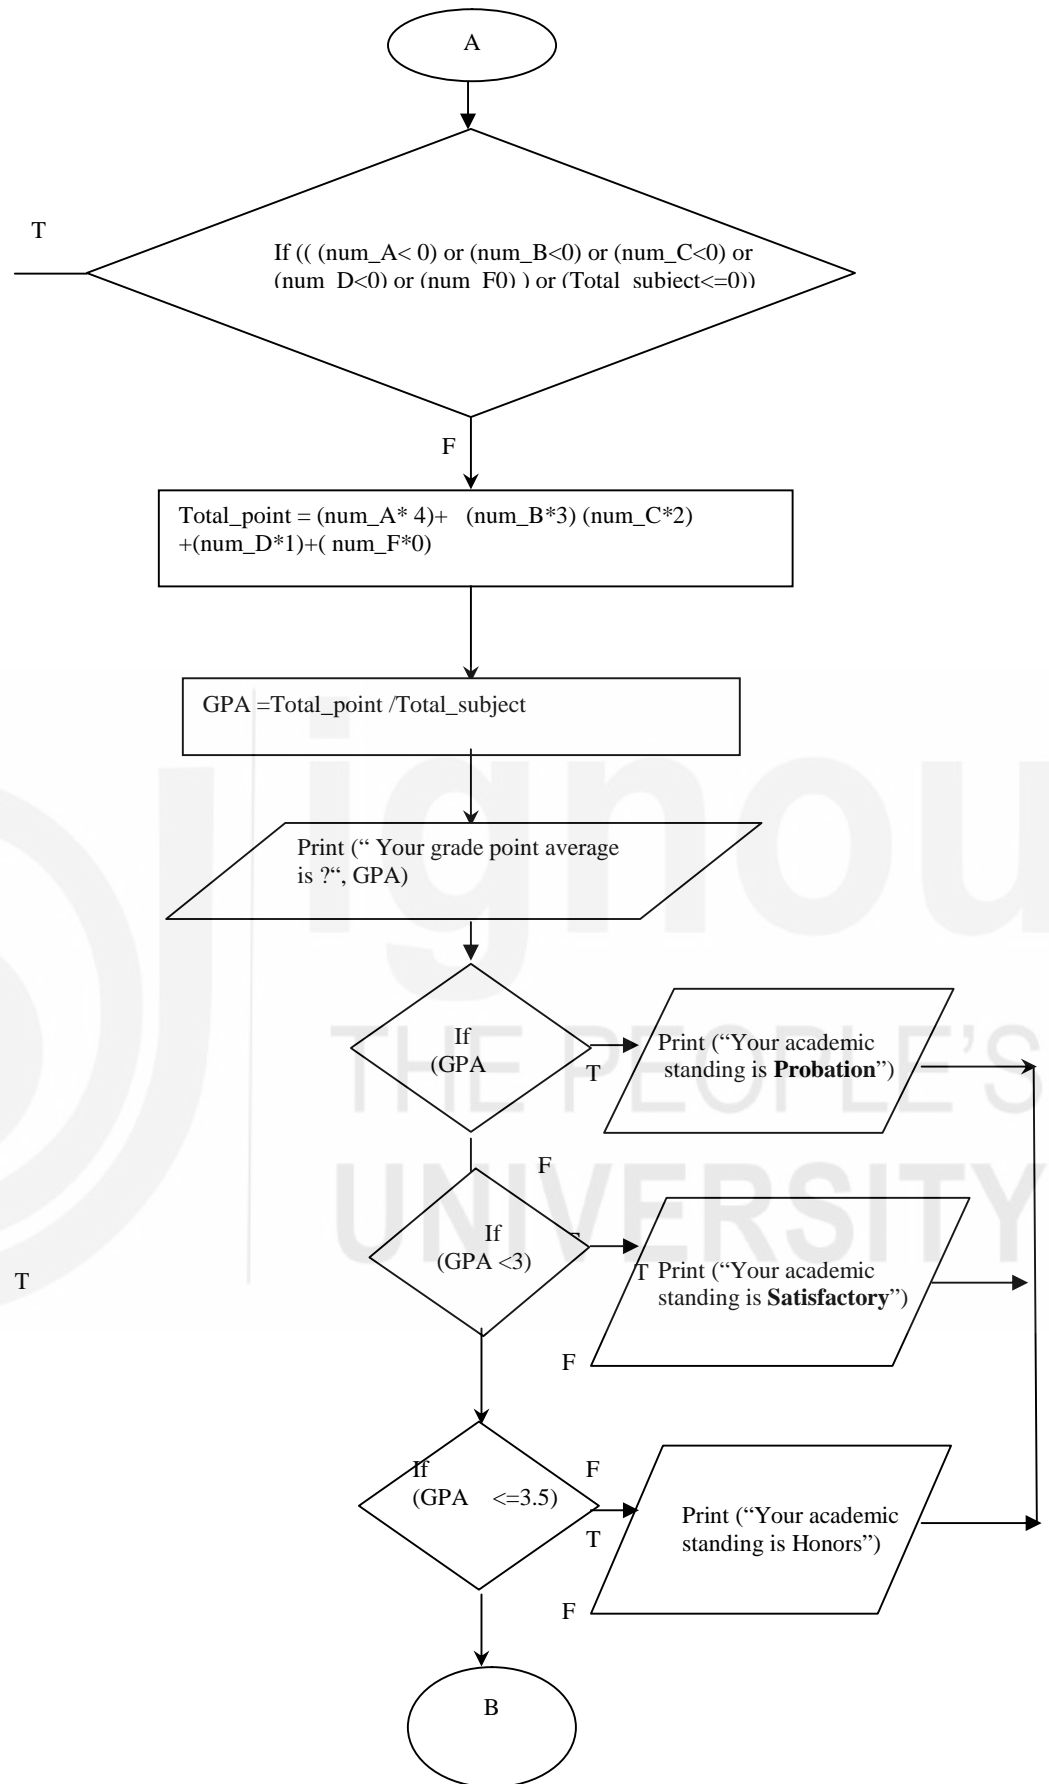 A
T
If (( (num_A< 0) or (num_B<0) or (num_C<0) or
(num_D<0) or (num_F0) ) or (Total_subject<=0))
F
Total_point = (num_A* 4)+ (num_B*3) (num_C*2)
+(num_D*1)+( num_F*0)
GPA =Total_point /Total_subject
ignou
Print (“ Your grade point average
is ?“, GPA)
If
(GPA
T
Print (“Your academic
standing is Probation”)
THE PEOPLE’S
F
UNIVERSITY
If
(GPA <3)
T
T
Print (“Your academic
standing is Satisfactory”)
F
If
(GPA <=3.5)
F
T
Print (“Your academic
standing is Honors”)
F
B